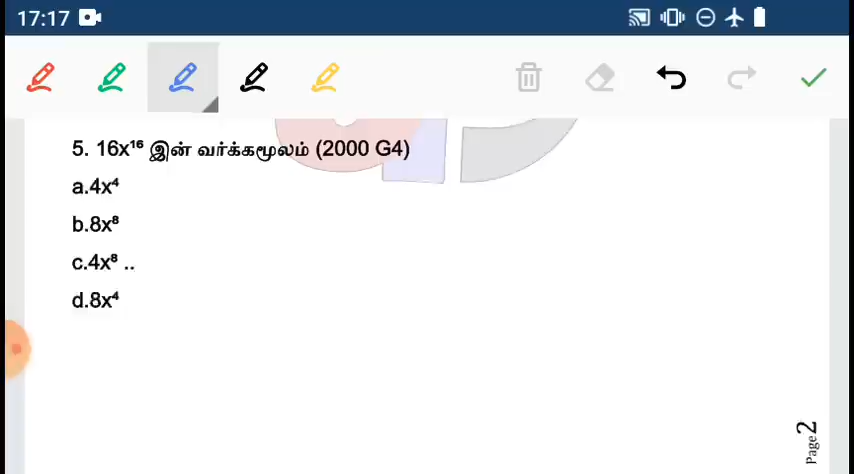 17:17
5. 16x¹⁶ இன் வர்க்கமூலம் (2000 G4)
a.4x⁴
b.8x⁸
c.4x⁸ ..
d.8x⁴
Page 2